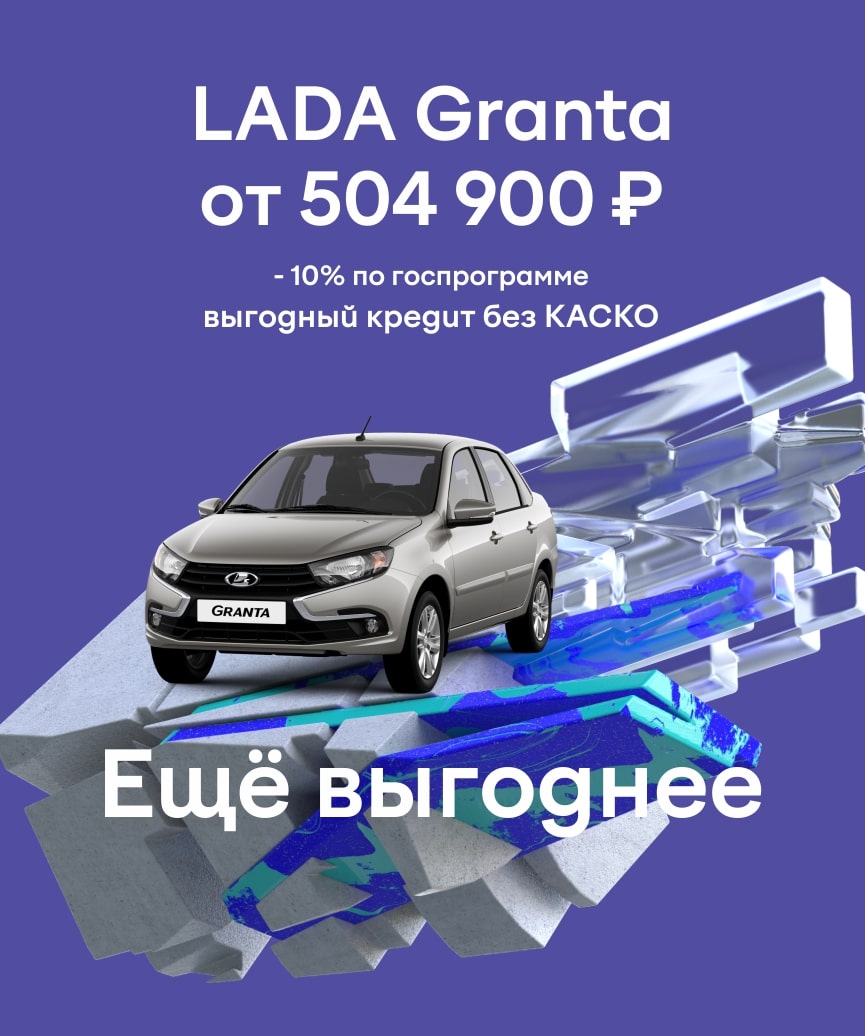 LADA Granta
от 504 900 ₽
- 10% по госпрограмме
выгодный кредит без КАСКО
GRANTA
Ещё выгоднее